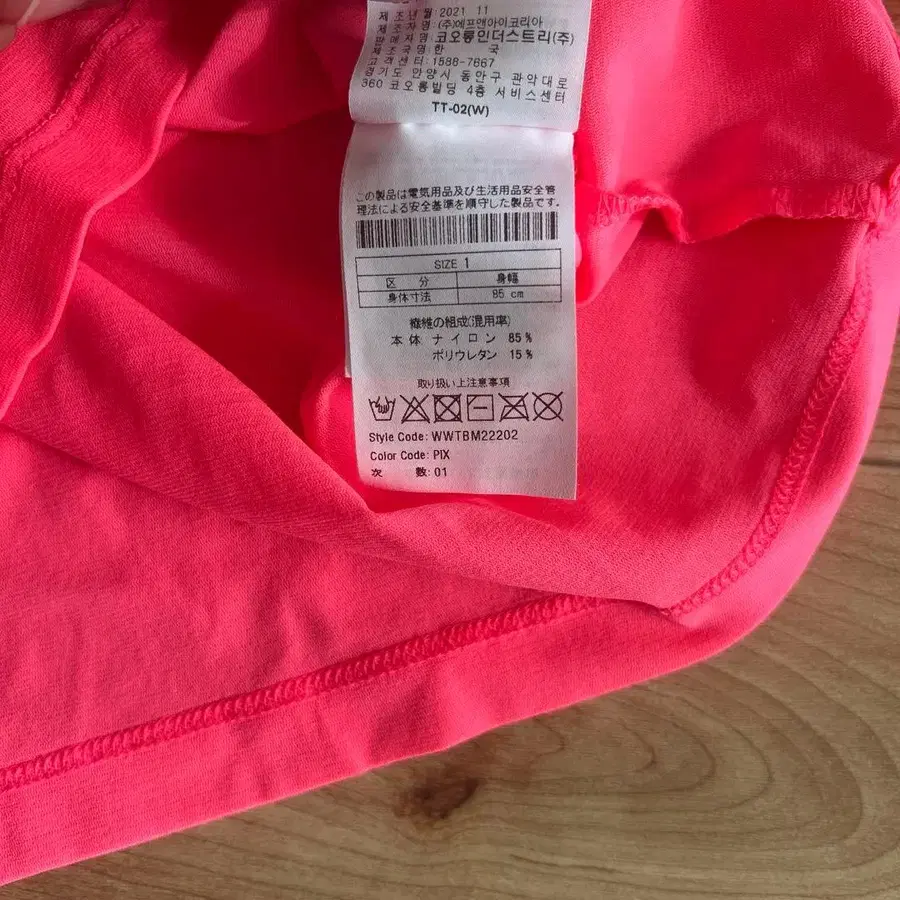 제조년월: 2021 11
제조자명: (주)에프앤아이코리아
판매자명: 코오롱인더스트리(주)
제조국명: 한 국
고객센터: 1588-7667
경기도 안양시 동안구 관악대로
360 코오롱빌딩 4층 서비스센터
TT-02(W)
この製品は電気用品及び生活用品安全管
理法による安全基準を順守した製品です.
SIZE 1
区 分 身幅
身体寸法 85 cm
繊維の組成(混用率)
本体 ナイロン 85%
ポリウレタン 15%
取り扱い上注意事項
Style Code: WWTBM22202
Color Code: PIX
次 数: 01